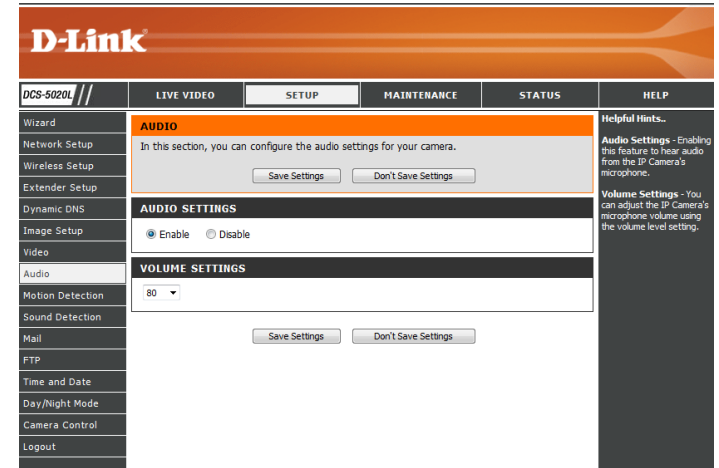 D-Link
DCS-5020L
LIVE VIDEO
SETUP
MAINTENANCE
STATUS
HELP
Wizard
Network Setup
Wireless Setup
Extender Setup
Dynamic DNS
Image Setup
Video
Audio
Motion Detection
Sound Detection
Mail
FTP
Time and Date
Day/Night Mode
Camera Control
Logout
AUDIO
In this section, you can configure the audio settings for your camera.
Save Settings
Don't Save Settings
AUDIO SETTINGS
Enable
Disable
VOLUME SETTINGS
80
Save Settings
Don't Save Settings
Helpful Hints..
Audio Settings - Enabling
this feature to hear audio
from the IP Camera's
microphone.
Volume Settings - You
can adjust the IP Camera's
microphone volume using
the volume level setting.